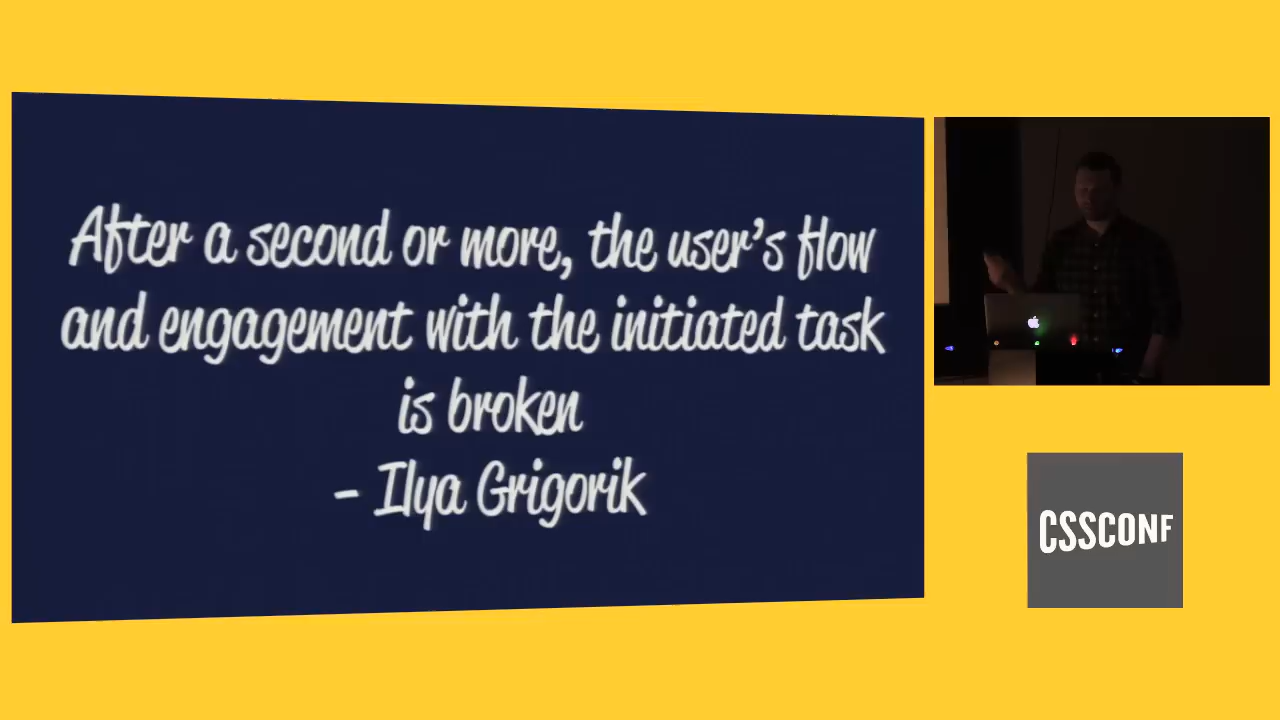 After a second or more, the user's flow
and engagement with the initiated task
is broken
- Ilya Grigorik
CSSCONF